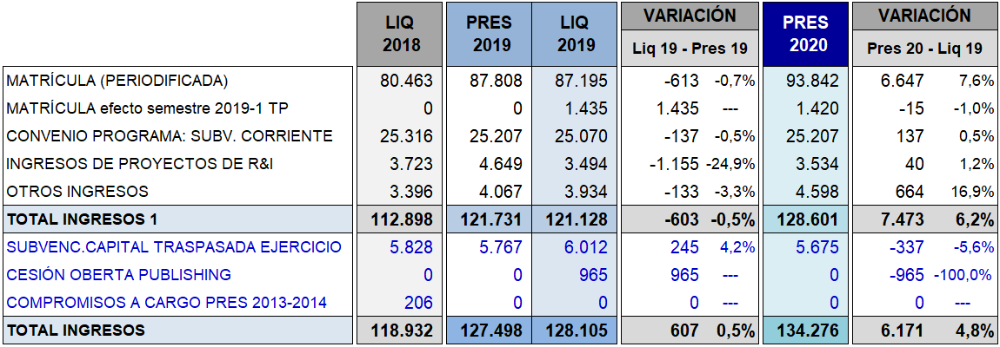 LIQ 2018 PRES 2019 LIQ 2019 VARIACIÓN PRES 2020 VARIACIÓN
Liq 19 - Pres 19 Pres 20 - Liq 19
MATRÍCULA (PERIODIFICADA) 80.463 87.808 87.195 -613 -0,7% 93.842 6.647 7,6%
MATRÍCULA efecto semestre 2019-1 TP 0 0 1.435 1.435 --- 1.420 -15 -1,0%
CONVENIO PROGRAMA: SUBV. CORRIENTE 25.316 25.207 25.070 -137 -0,5% 25.207 137 0,5%
INGRESOS DE PROYECTOS DE R&I 3.723 4.649 3.494 -1.155 -24,9% 3.534 40 1,2%
OTROS INGRESOS 3.396 4.067 3.934 -133 -3,3% 4.598 664 16,9%
TOTAL INGRESOS 1 112.898 121.731 121.128 -603 -0,5% 128.601 7.473 6,2%
SUBVENC.CAPITAL TRASPASADA EJERCICIO 5.828 5.767 6.012 245 4,2% 5.675 -337 -5,6%
CESIÓN OBERTA PUBLISHING 0 0 965 965 --- 0 -965 -100,0%
COMPROMISOS A CARGO PRES 2013-2014 206 0 0 0 --- 0 0 ---
TOTAL INGRESOS 118.932 127.498 128.105 607 0,5% 134.276 6.171 4,8%